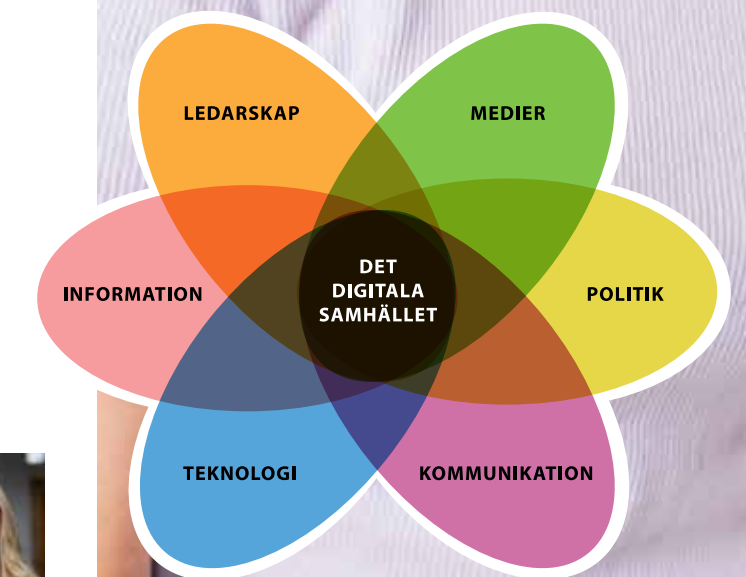 LEDARSKAP
MEDIER
INFORMATION
DET
DIGITALA
SAMHÄLLET
POLITIK
TEKNOLOGI
KOMMUNIKATION